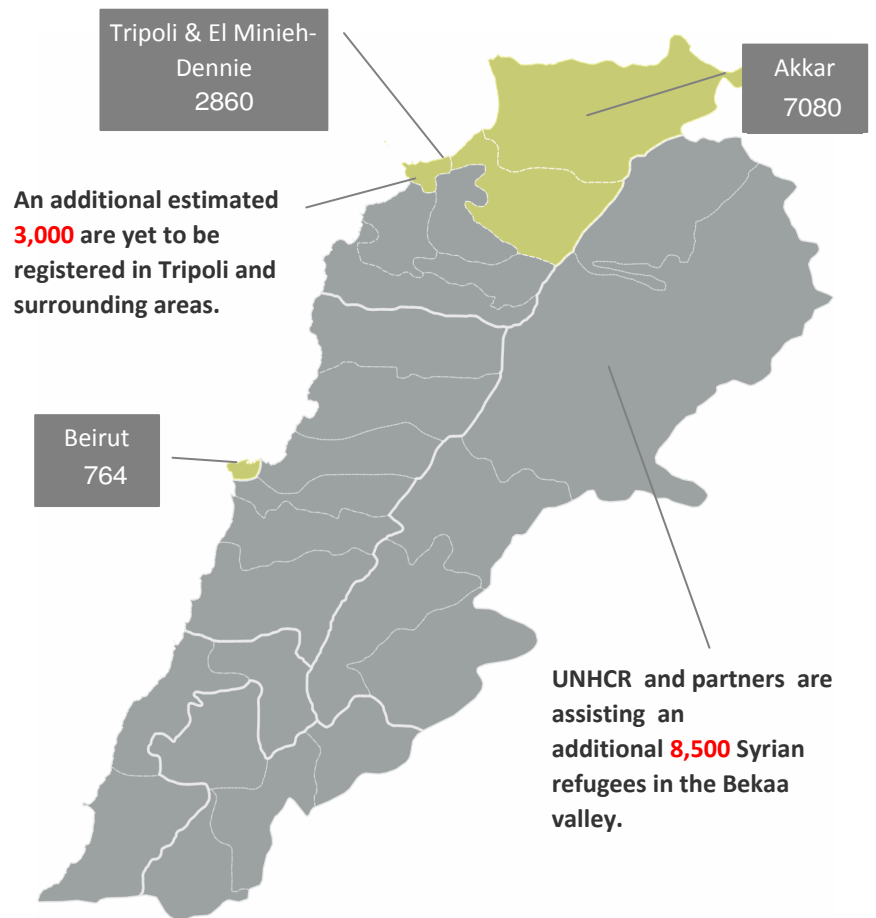 Tripoli & El Minieh-
Dennie
2860
Akkar
7080
An additional estimated
3,000 are yet to be
registered in Tripoli and
surrounding areas.
Beirut
764
UNHCR and partners are
assisting an
additional 8,500 Syrian
refugees in the Bekaa
valley.